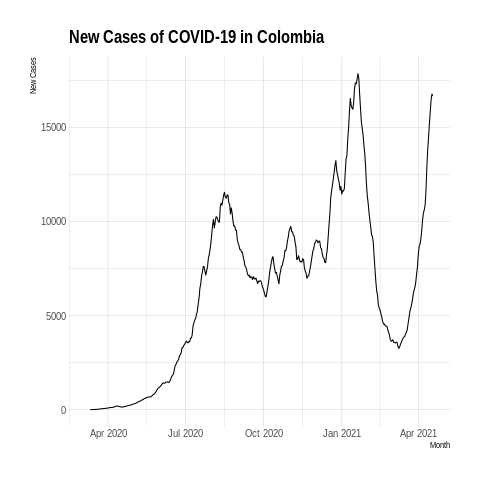 New Cases of COVID-19 in Colombia
New Cases
15000
10000
5000
0
Apr 2020 Jul 2020 Oct 2020 Jan 2021 Apr 2021
Month